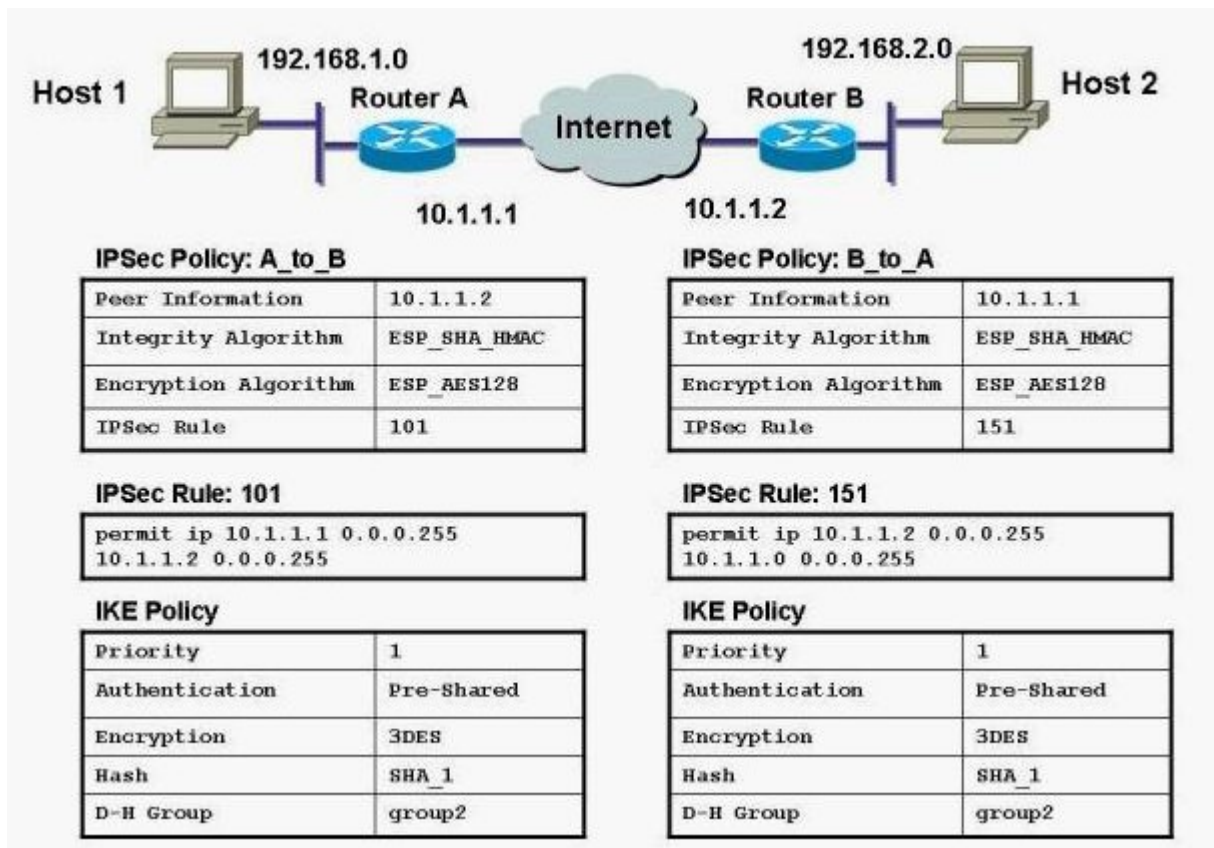 192.168.1.0
192.168.2.0
Host 1
Host 2
Router A
Router B
Internet
10.1.1.1
10.1.1.2
IPSec Policy: A_to_B
Peer Information 10.1.1.2
Integrity Algorithm ESP_SHA_HMAC
Encryption Algorithm ESP_AES128
IPSec Rule 101
IPSec Rule: 101
permit ip 10.1.1.1 0.0.0.255
10.1.1.2 0.0.0.255
IKE Policy
Priority 1
Authentication Pre-Shared
Encryption 3DES
Hash SHA_1
D-H Group group2
IPSec Policy: B_to_A
Peer Information 10.1.1.1
Integrity Algorithm ESP_SHA_HMAC
Encryption Algorithm ESP_AES128
IPSec Rule 151
IPSec Rule: 151
permit ip 10.1.1.2 0.0.0.255
10.1.1.0 0.0.0.255
IKE Policy
Priority 1
Authentication Pre-Shared
Encryption 3DES
Hash SHA_1
D-H Group group2